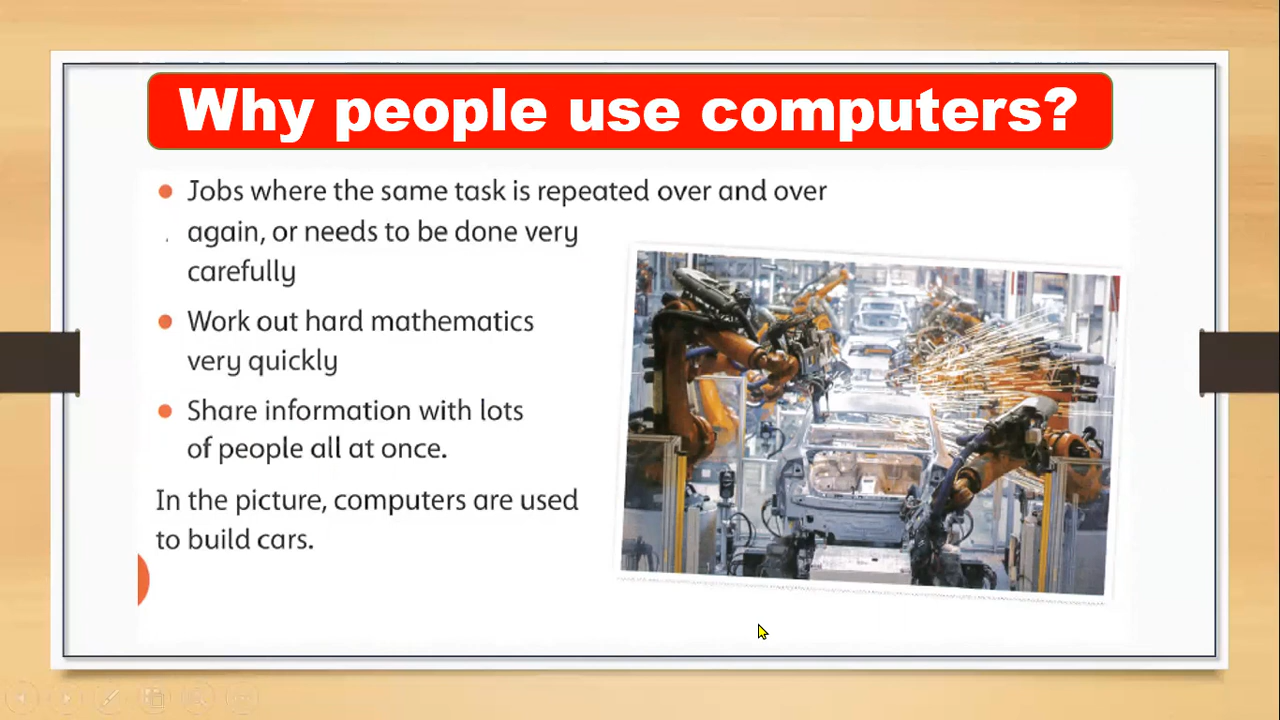 Why people use computers?
Jobs where the same task is repeated over and over
again, or needs to be done very
carefully
Work out hard mathematics
very quickly
Share information with lots
of people all at once.
In the picture, computers are used
to build cars.